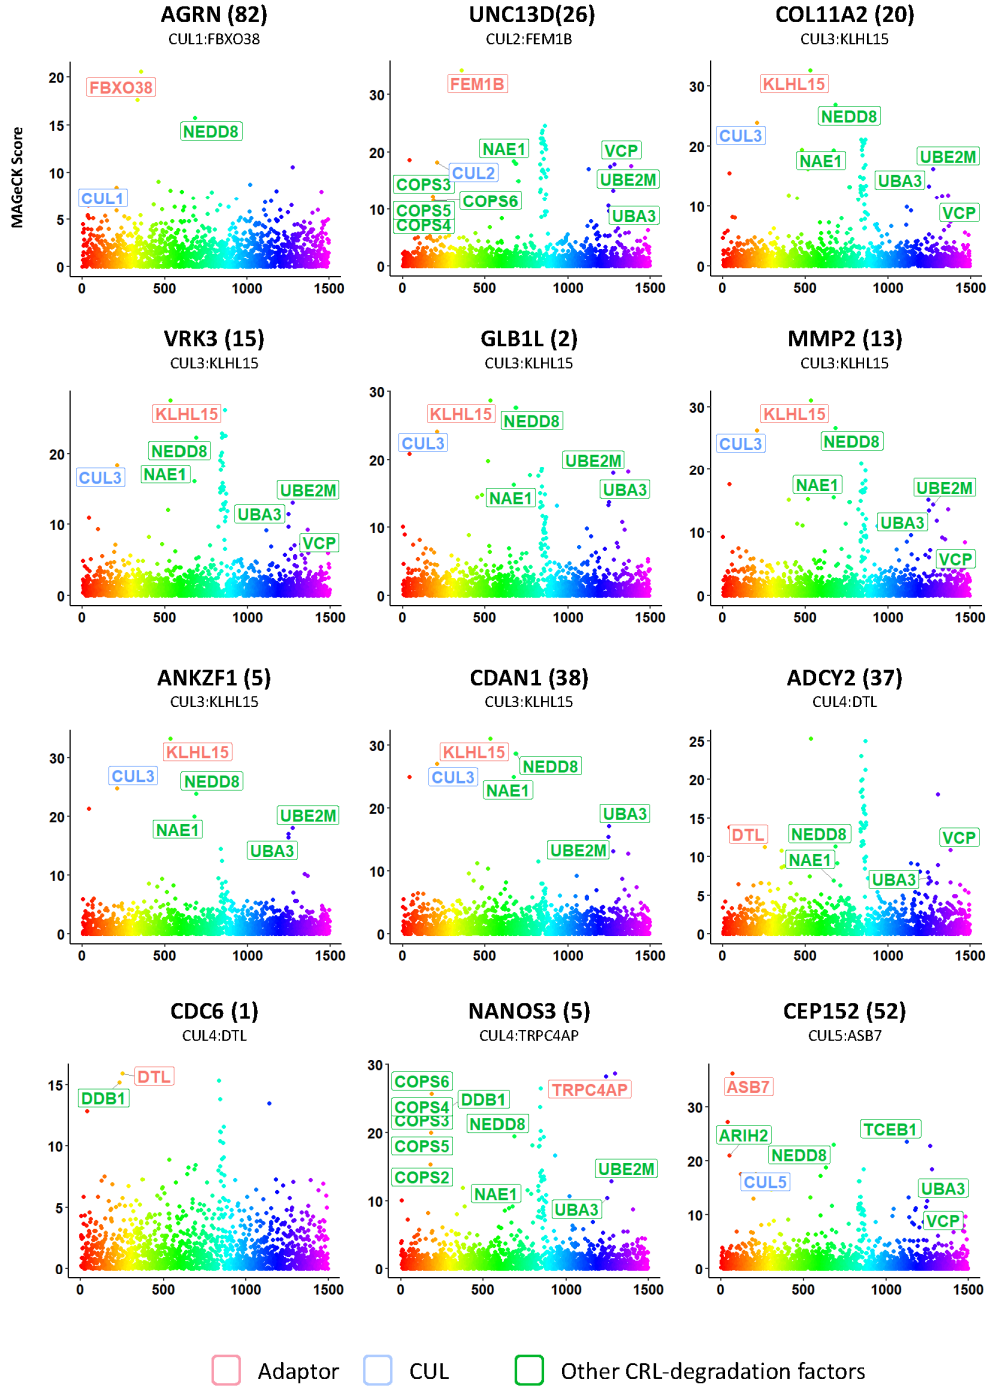 AGRN (82)
CUL1:FBXO38
UNC13D(26)
CUL2:FEM1B
COL11A2 (20)
CUL3:KLHL15
MAGeCK Score
20
15
10
5
0
FBXO38
NEDD8
CUL1
0 500 1000 1500
30
20
10
0
FEM1B
NAE1
VCP
CUL2
UBE2M
COPS3
COPS6
COPS5
COPS4
UBA3
0 500 1000 1500
30
20
10
0
KLHL15
NEDD8
CUL3
NAE1
UBE2M
UBA3
VCP
0 500 1000 1500
VRK3 (15)
CUL3:KLHL15
GLB1L (2)
CUL3:KLHL15
MMP2 (13)
CUL3:KLHL15
20
10
0
KLHL15
NEDD8
CUL3
NAE1
UBE2M
UBA3
VCP
0 500 1000 1500
30
20
10
0
KLHL15
NEDD8
CUL3
UBE2M
NAE1
UBA3
0 500 1000 1500
30
20
10
0
KLHL15
CUL3
NEDD8
NAE1
UBE2M
UBA3
VCP
0 500 1000 1500
ANKZF1 (5)
CUL3:KLHL15
CDAN1 (38)
CUL3:KLHL15
ADCY2 (37)
CUL4:DTL
30
20
10
0
KLHL15
CUL3
NEDD8
NAE1
UBE2M
UBA3
0 500 1000 1500
30
20
10
0
KLHL15
NEDD8
CUL3
NAE1
UBA3
UBE2M
0 500 1000 1500
25
20
15
10
5
0
DTL
NEDD8
VCP
NAE1
UBA3
0 500 1000 1500
CDC6 (1)
CUL4:DTL
NANOS3 (5)
CUL4:TRPC4AP
CEP152 (52)
CUL5:ASB7
15
10
5
0
DTL
DDB1
0 500 1000 1500
30
20
10
0
COPS6
TRPC4AP
DDB1
COPS4
COPS3
NEDD8
COPS5
COPS2
UBE2M
NAE1
UBA3
0 500 1000 1500
30
20
10
0
ASB7
TCEB1
ARIH2
NEDD8
CUL5
UBA3
VCP
0 500 1000 1500
Adaptor CUL Other CRL-degradation factors